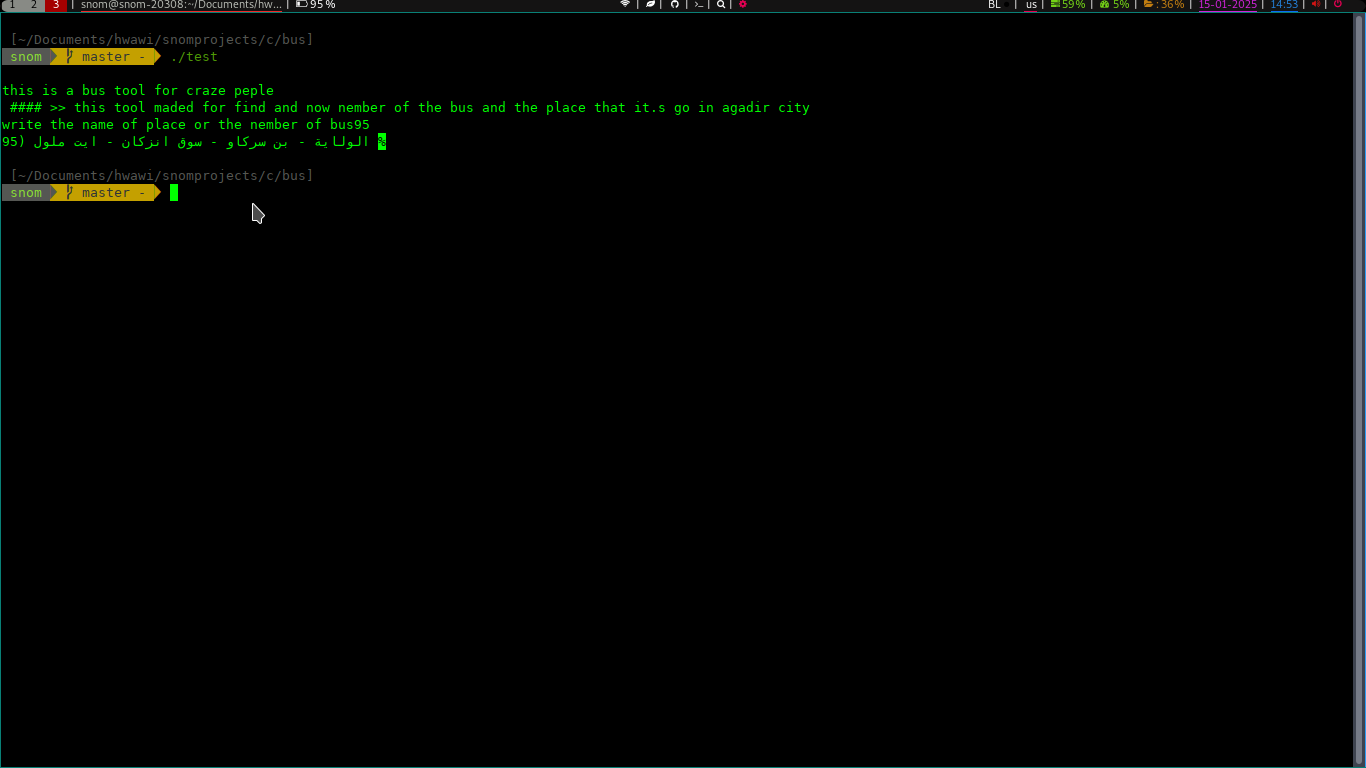 1 2 3 | snom@snom-20308:~/Documents/hw... | 95% | | | | | BL | us | 59% | 5% | : 36% | 15-01-2025 | 14:53 |
[~/Documents/hwawi/snomprojects/c/bus]
snom master - ./test
this is a bus tool for craze peple
#### >> this tool maded for find and now nember of the bus and the place that it.s go in agadir city
write the name of place or the nember of bus95
95) الولاية - بن سركاو - سوق انزكان - ايت ملول %
[~/Documents/hwawi/snomprojects/c/bus]
snom master -